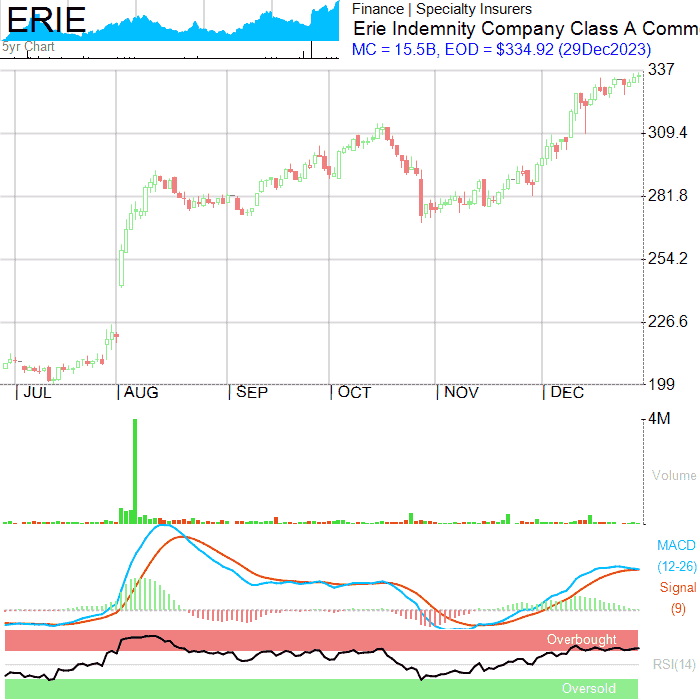 ERIE
5yr Chart
Finance | Specialty Insurers
Erie Indemnity Company Class A Comm
MC = 15.5B, EOD = $334.92 (29Dec2023)
337
309.4
281.8
254.2
226.6
199
JUL AUG SEP OCT NOV DEC
4M
Volume
MACD
(12-26)
Signal
(9)
Overbought
RSI(14)
Oversold